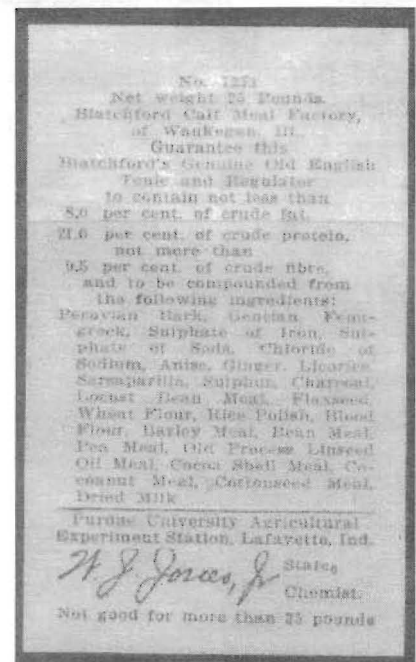 Net weight 25 Pounds.
Blatchford Calf Meal Factory,
of Waukegan, Ill.
Guarantee this
Blatchford's Genuine Old English
Tonic and Regulator
to contain not less than
8.0 per cent. of crude fat,
21.0 per cent. of crude protein,
not more than
9.5 per cent. of crude fibre,
and to be compounded from
the following ingredients:
Peruvian Bark, Gentian, Fenu-
greek, Sulphate of Iron, Sul-
phate of Soda, Chloride of
Sodium, Anise, Ginger, Licorice,
Sarsaparilla, Sulphur, Charcoal,
Locust Bean Meal, Flaxseed,
Wheat Flour, Rice Polish, Blood
Flour, Barley Meal, Bean Meal,
Pea Meal, Old Process Linseed
Oil Meal, Cocoa Shell Meal, Co-
coanut Meal, Cottonseed Meal,
Dried Milk
Purdue University Agricultural
Experiment Station, Lafayette, Ind.
W J Jones, Jr State
Chemist.
Not good for more than 25 pounds